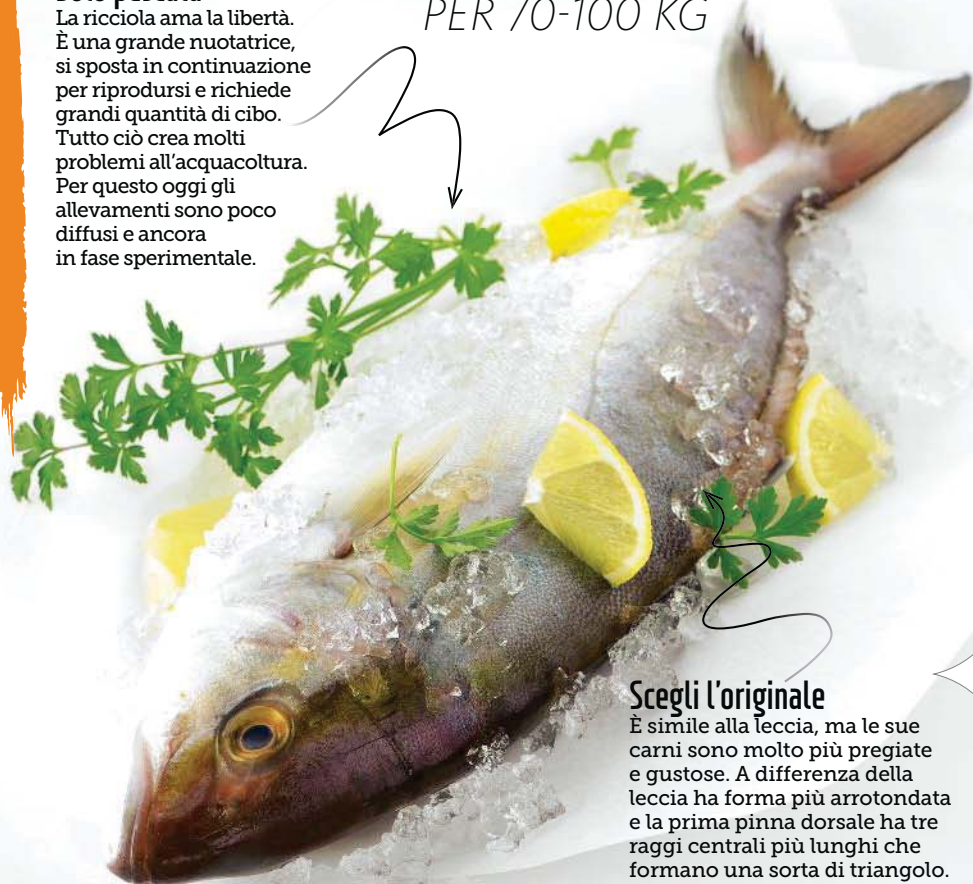 PER 70-100 KG
La ricciola ama la libertà.
È una grande nuotatrice,
si sposta in continuazione
per riprodursi e richiede
grandi quantità di cibo.
Tutto ciò crea molti
problemi all'acquacoltura.
Per questo oggi gli
allevamenti sono poco
diffusi e ancora
in fase sperimentale.
Scegli l'originale
È simile alla leccia, ma le sue
carni sono molto più pregiate
e gustose. A differenza della
leccia ha forma più arrotondata
e la prima pinna dorsale ha tre
raggi centrali più lunghi che
formano una sorta di triangolo.